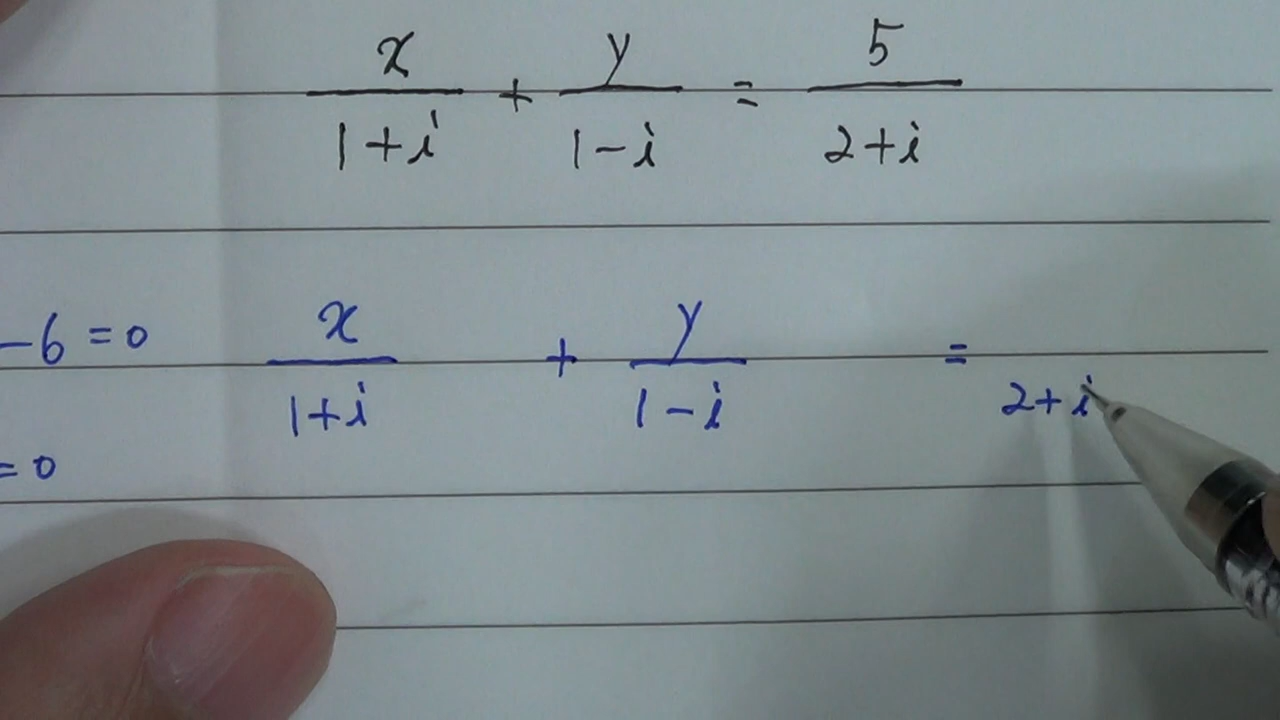 x/(1+i) + y/(1-i) = 5/(2+i)
-6 = 0 x/(1+i) + y/(1-i) = 2+i
= 0